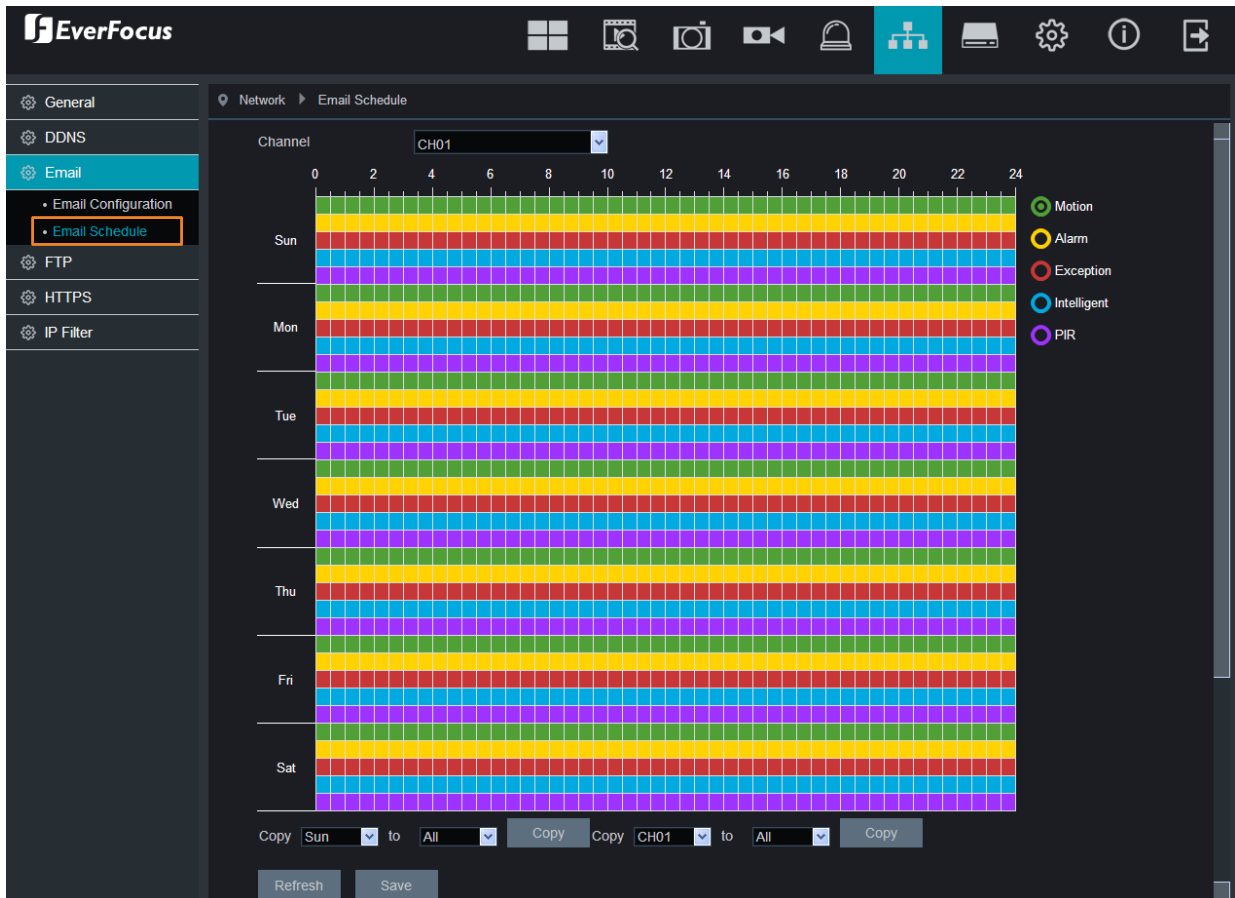 EverFocus
General
DDNS
Email
• Email Configuration
• Email Schedule
FTP
HTTPS
IP Filter
Network Email Schedule
Channel CH01
0 2 4 6 8 10 12 14 16 18 20 22 24
Sun
Mon
Tue
Wed
Thu
Fri
Sat
Motion
Alarm
Exception
Intelligent
PIR
Copy Sun to All Copy Copy CH01 to All Copy
Refresh Save